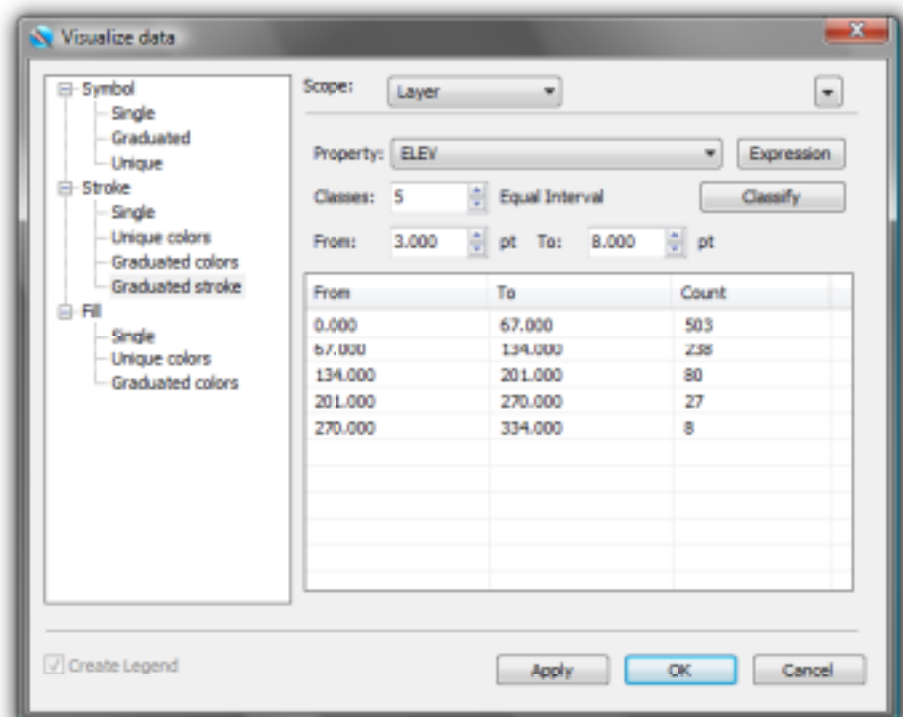 Visualize data
Symbol
Single
Graduated
Unique
Stroke
Single
Unique colors
Graduated colors
Graduated stroke
Fill
Single
Unique colors
Graduated colors
Scope: Layer
Property: ELEV Expression
Classes: 5 Equal Interval Classify
From: 3.000 pt To: 8.000 pt
From To Count
0.000 67.000 503
67.000 134.000 238
134.000 201.000 80
201.000 270.000 27
270.000 334.000 8
Create Legend Apply OK Cancel